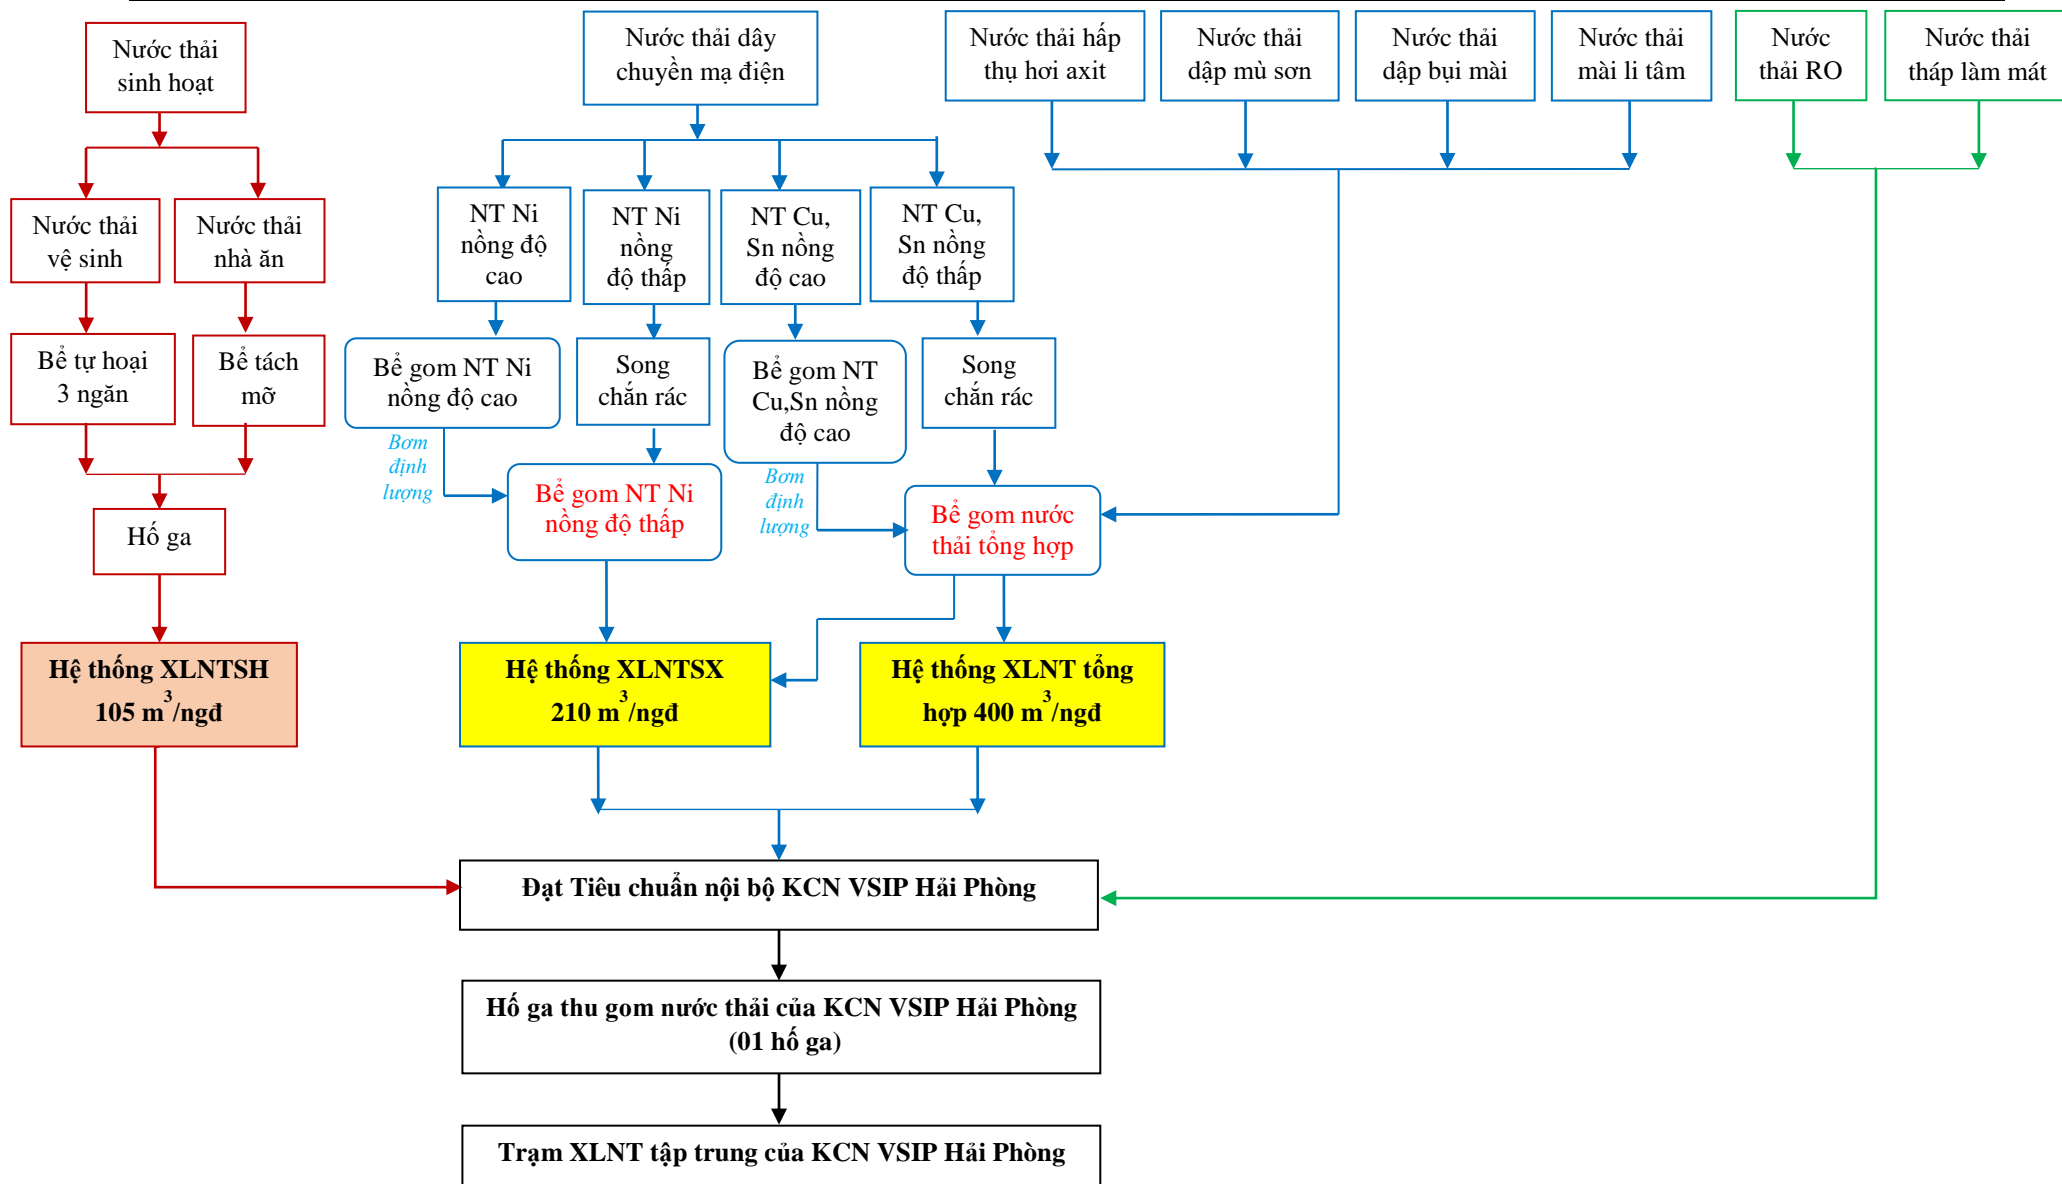 Nước thải
sinh hoạt
Nước thải dây
chuyền mạ điện
Nước thải hấp
thụ hơi axit
Nước thải
dập mù sơn
Nước thải
dập bụi mài
Nước thải
mài li tâm
Nước
thải RO
Nước thải
tháp làm mát
Nước thải
vệ sinh
Nước thải
nhà ăn
NT Ni
nồng độ
cao
NT Ni
nồng
độ thấp
NT Cu,
Sn nồng
độ cao
NT Cu,
Sn nồng
độ thấp
Bể tự hoại
3 ngăn
Bể tách
mỡ
Bể gom NT Ni
nồng độ cao
Song
chắn rác
Bể gom NT
Cu,Sn nồng
độ cao
Song
chắn rác
Bơm
định
lượng
Bể gom NT Ni
nồng độ thấp
Bơm
định
lượng
Bể gom nước
thải tổng hợp
Hố ga
Hệ thống XLNTSH
105 m³/ngđ
Hệ thống XLNTSX
210 m³/ngđ
Hệ thống XLNT tổng
hợp 400 m³/ngđ
Đạt Tiêu chuẩn nội bộ KCN VSIP Hải Phòng
Hố ga thu gom nước thải của KCN VSIP Hải Phòng
(01 hố ga)
Trạm XLNT tập trung của KCN VSIP Hải Phòng